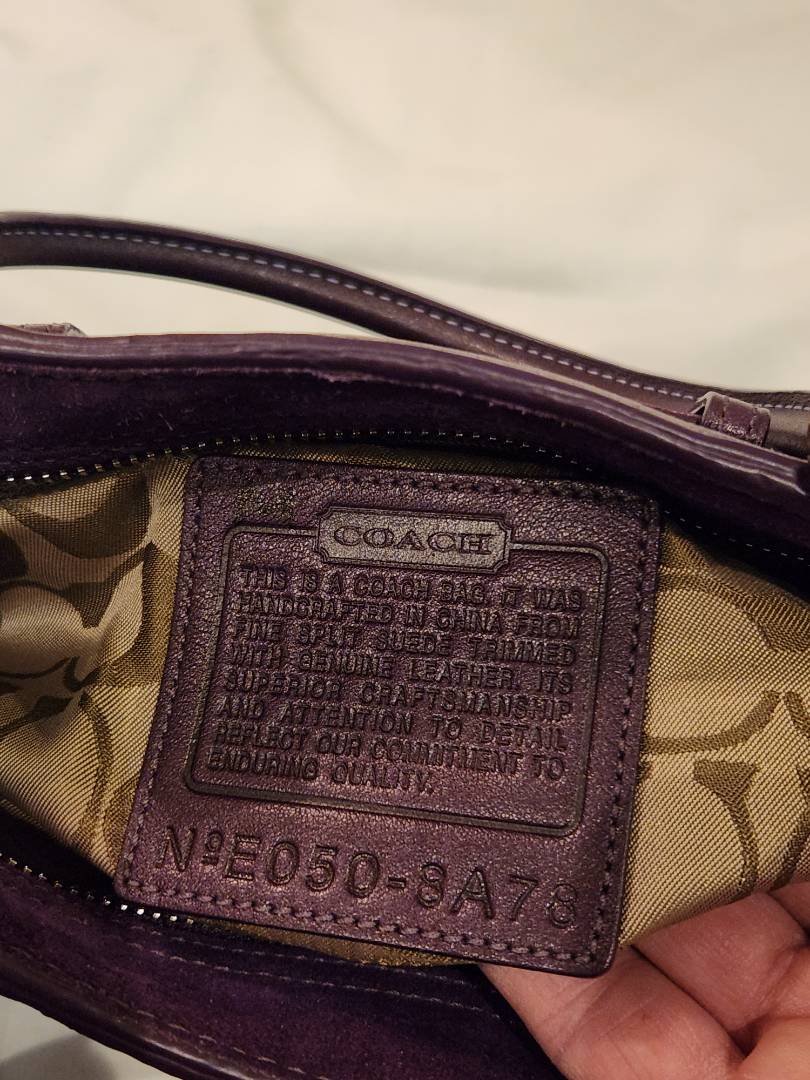 COACH
THIS IS A COACH BAG. IT WAS
HANDCRAFTED IN CHINA FROM
FINE SPLIT SUEDE TRIMMED
WITH GENUINE LEATHER. ITS
SUPERIOR CRAFTSMANSHIP
AND ATTENTION TO DETAIL
REFLECT OUR COMMITMENT TO
ENDURING QUALITY.
NºE050-8A78